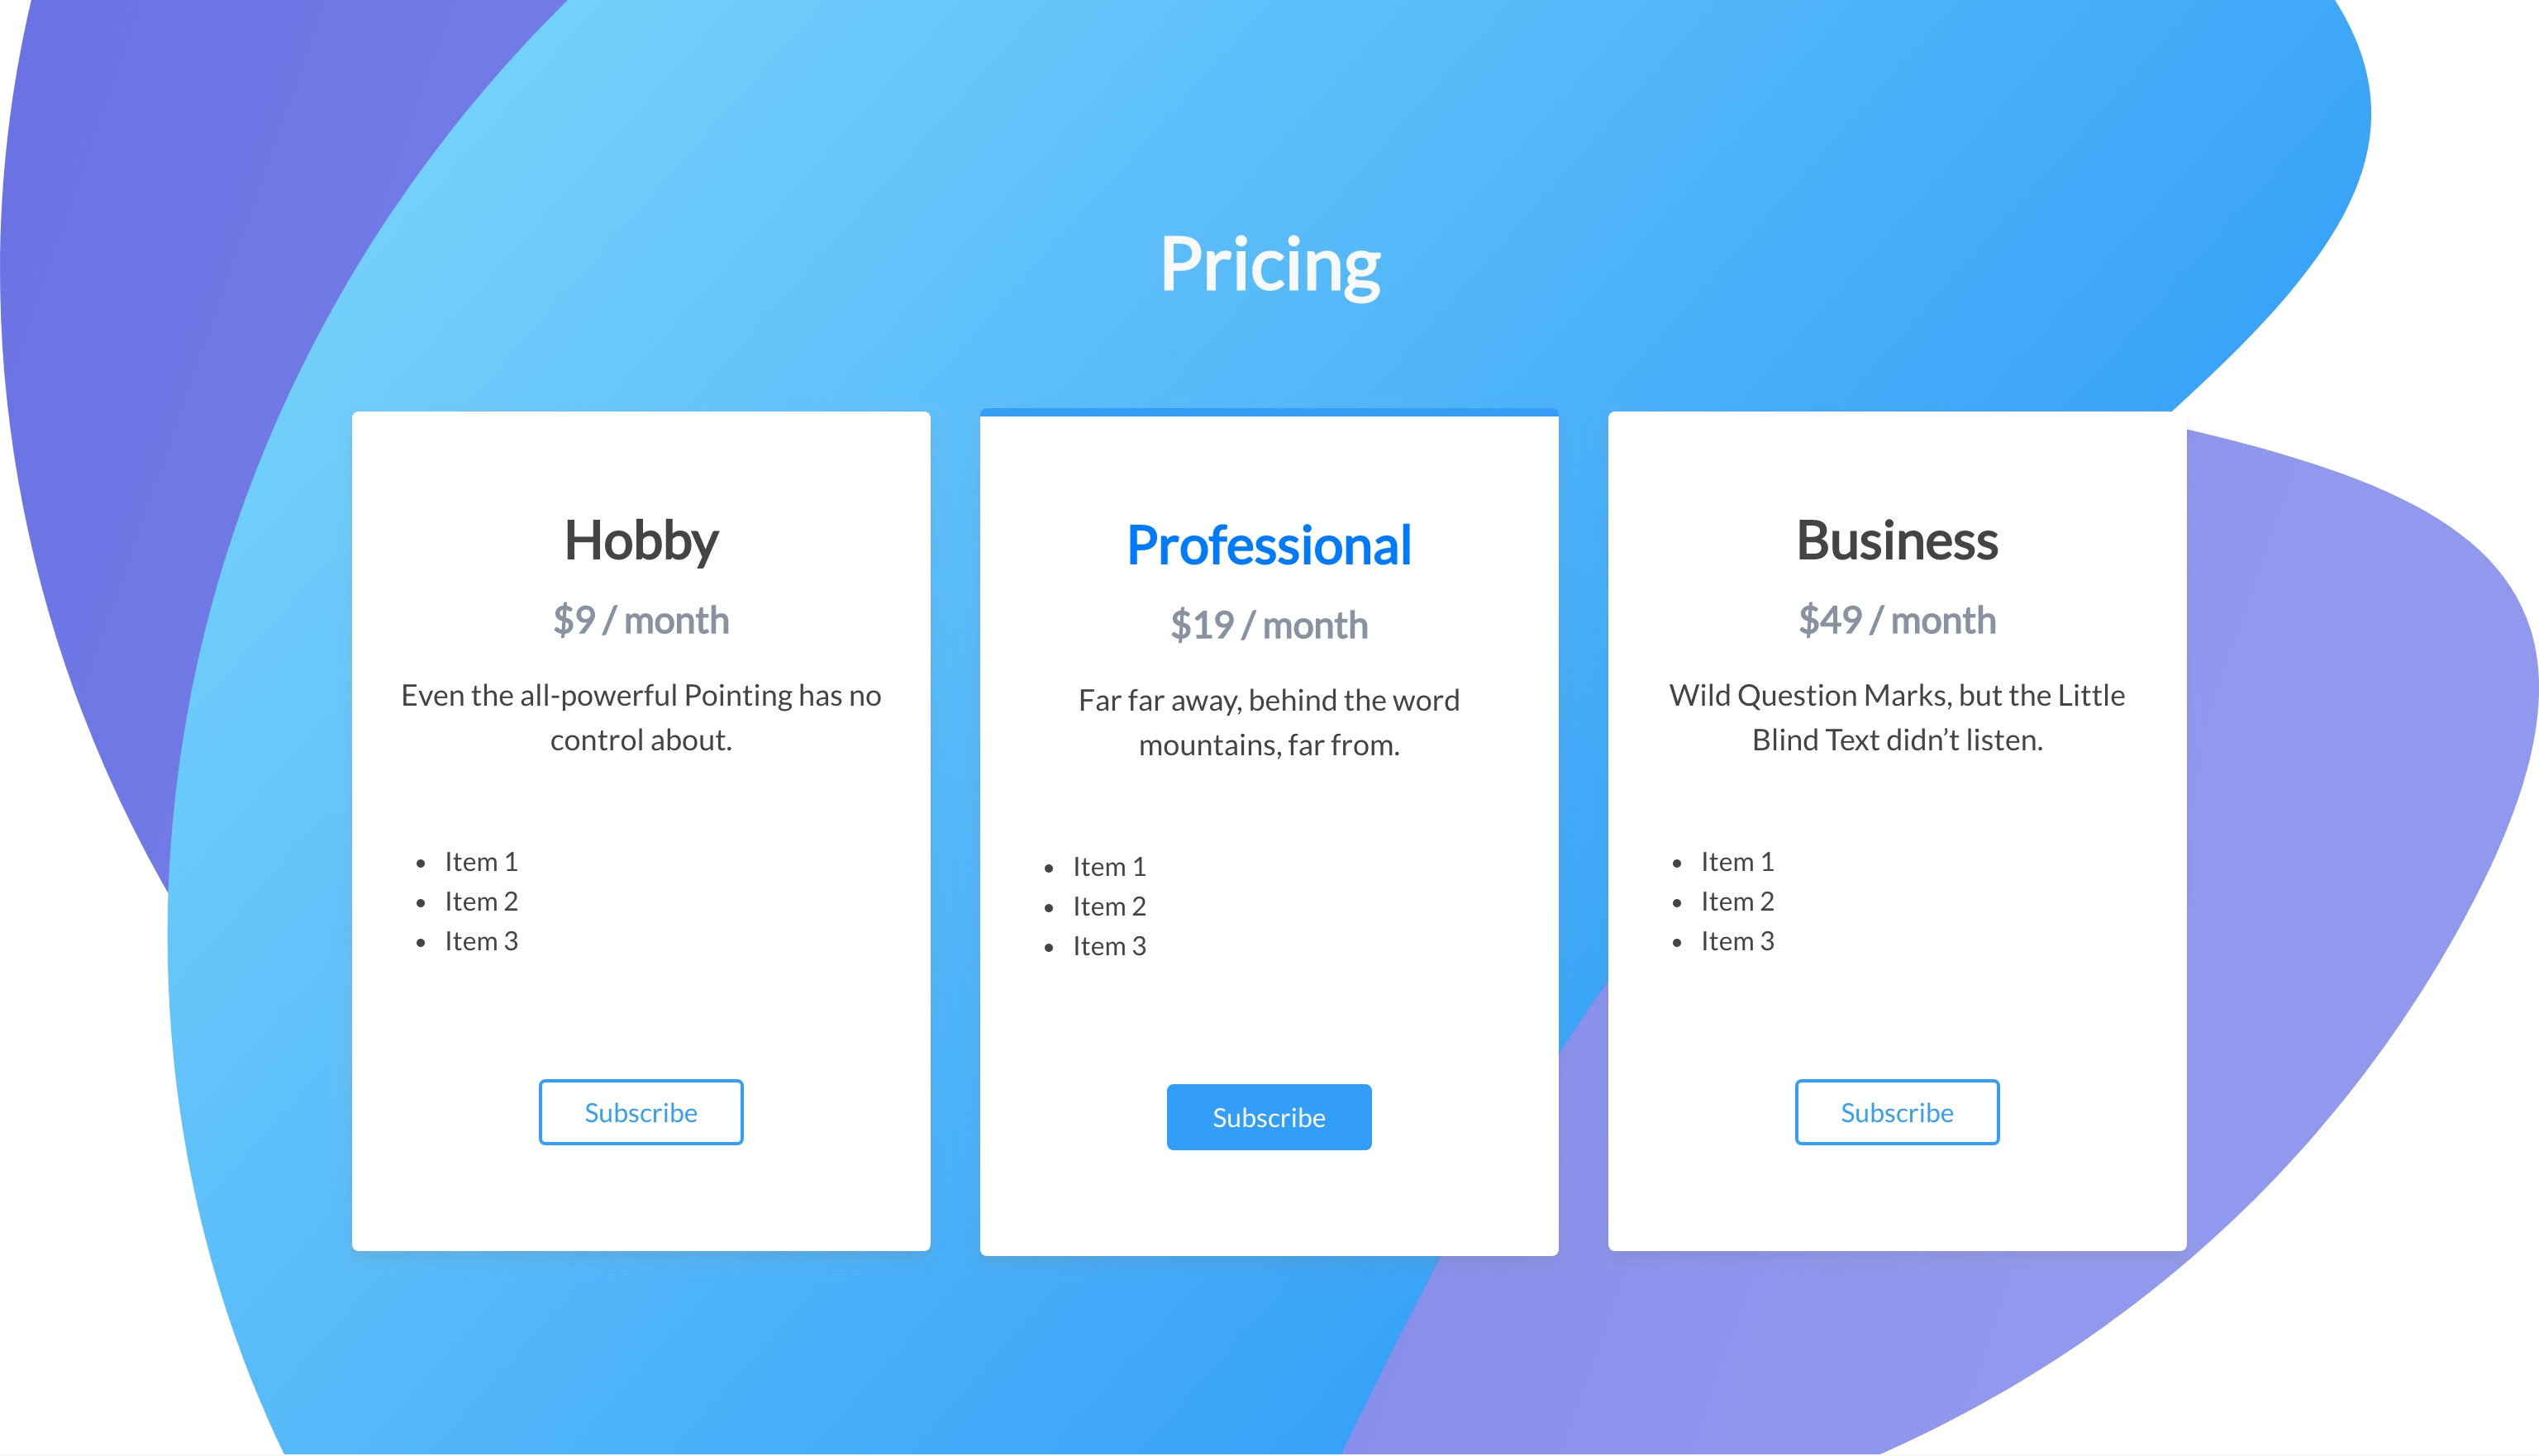 Pricing
Hobby
$9 / month
Even the all-powerful Pointing has no
control about.
• Item 1
• Item 2
• Item 3
Subscribe
Professional
$19 / month
Far far away, behind the word
mountains, far from.
• Item 1
• Item 2
• Item 3
Subscribe
Business
$49 / month
Wild Question Marks, but the Little
Blind Text didn’t listen.
• Item 1
• Item 2
• Item 3
Subscribe